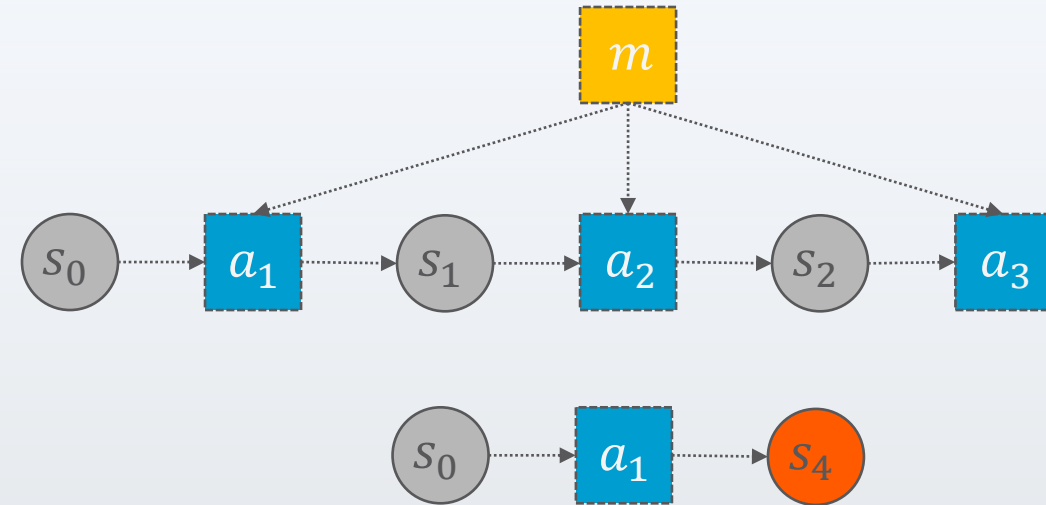 m
s₀ a₁ s₁ a₂ s₂ a₃
s₀ a₁ s₄